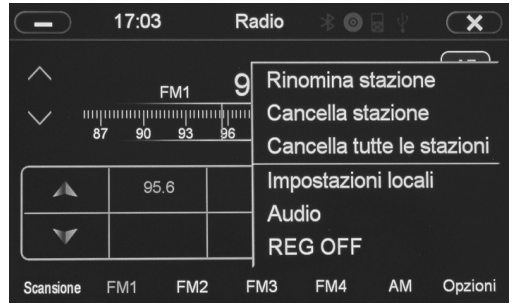 17:03 Radio
FM1 9
87 90 93 96
95.6
Rinomina stazione
Cancella stazione
Cancella tutte le stazioni
Impostazioni locali
Audio
REG OFF
Scansione FM1 FM2 FM3 FM4 AM Opzioni